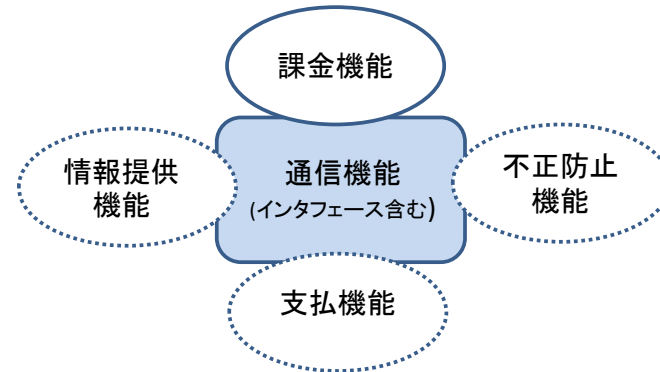 課金機能
情報提供
機能
通信機能
(インタフェース含む)
不正防止
機能
支払機能